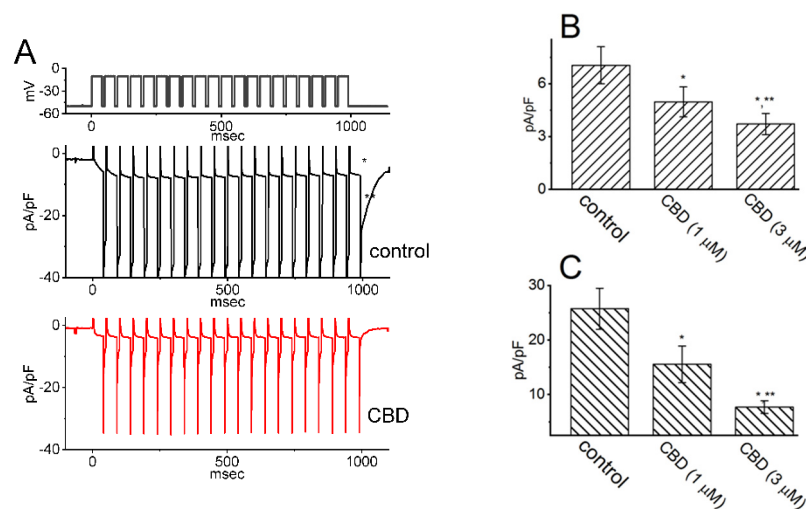 A
mV
0
-30
-60
0
500
1000
msec
pA/pF
0
-20
-40
*
**
control
0
500
1000
msec
pA/pF
0
-20
-40
CBD
0
500
1000
msec
B
pA/pF
6
3
0
*
*,**
control
CBD (1 μM)
CBD (3 μM)
C
pA/pF
30
20
10
*
*,**
control
CBD (1 μM)
CBD (3 μM)